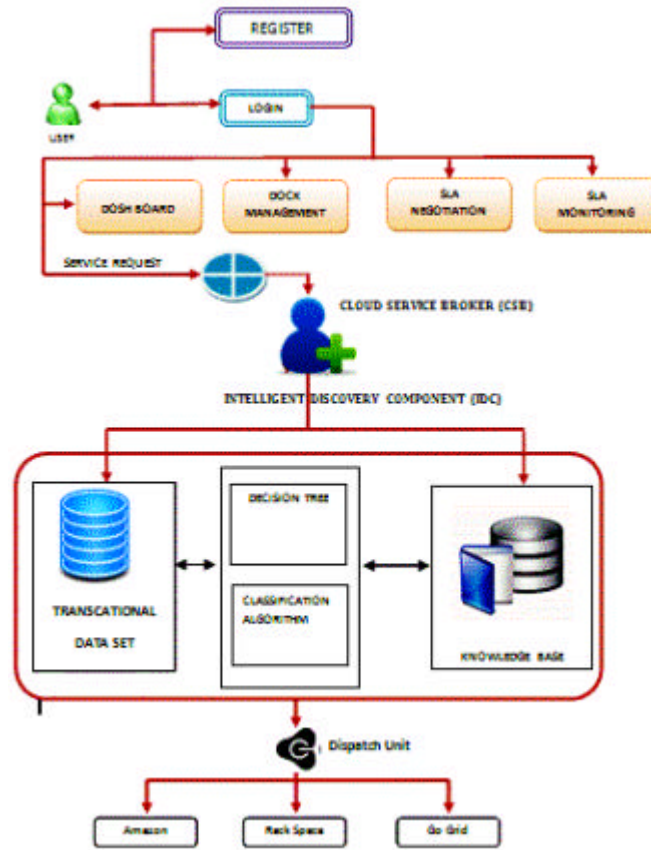 REGISTER
LOGIN
USER
DOSH BOARD
DOCK
MANAGEMENT
SLA
NEGOTIATION
SLA
MONITORING
SERVICE REQUEST
CLOUD SERVICE BROKER (CSB)
INTELLIGENT DISCOVERY COMPONENT (IDC)
DECISION TREE
CLASSIFICATION
ALGORITHM
TRANSCATIONAL
DATA SET
KNOWLEDGE BASE
Dispatch Unit
Amazon
Rack Space
Go Grid